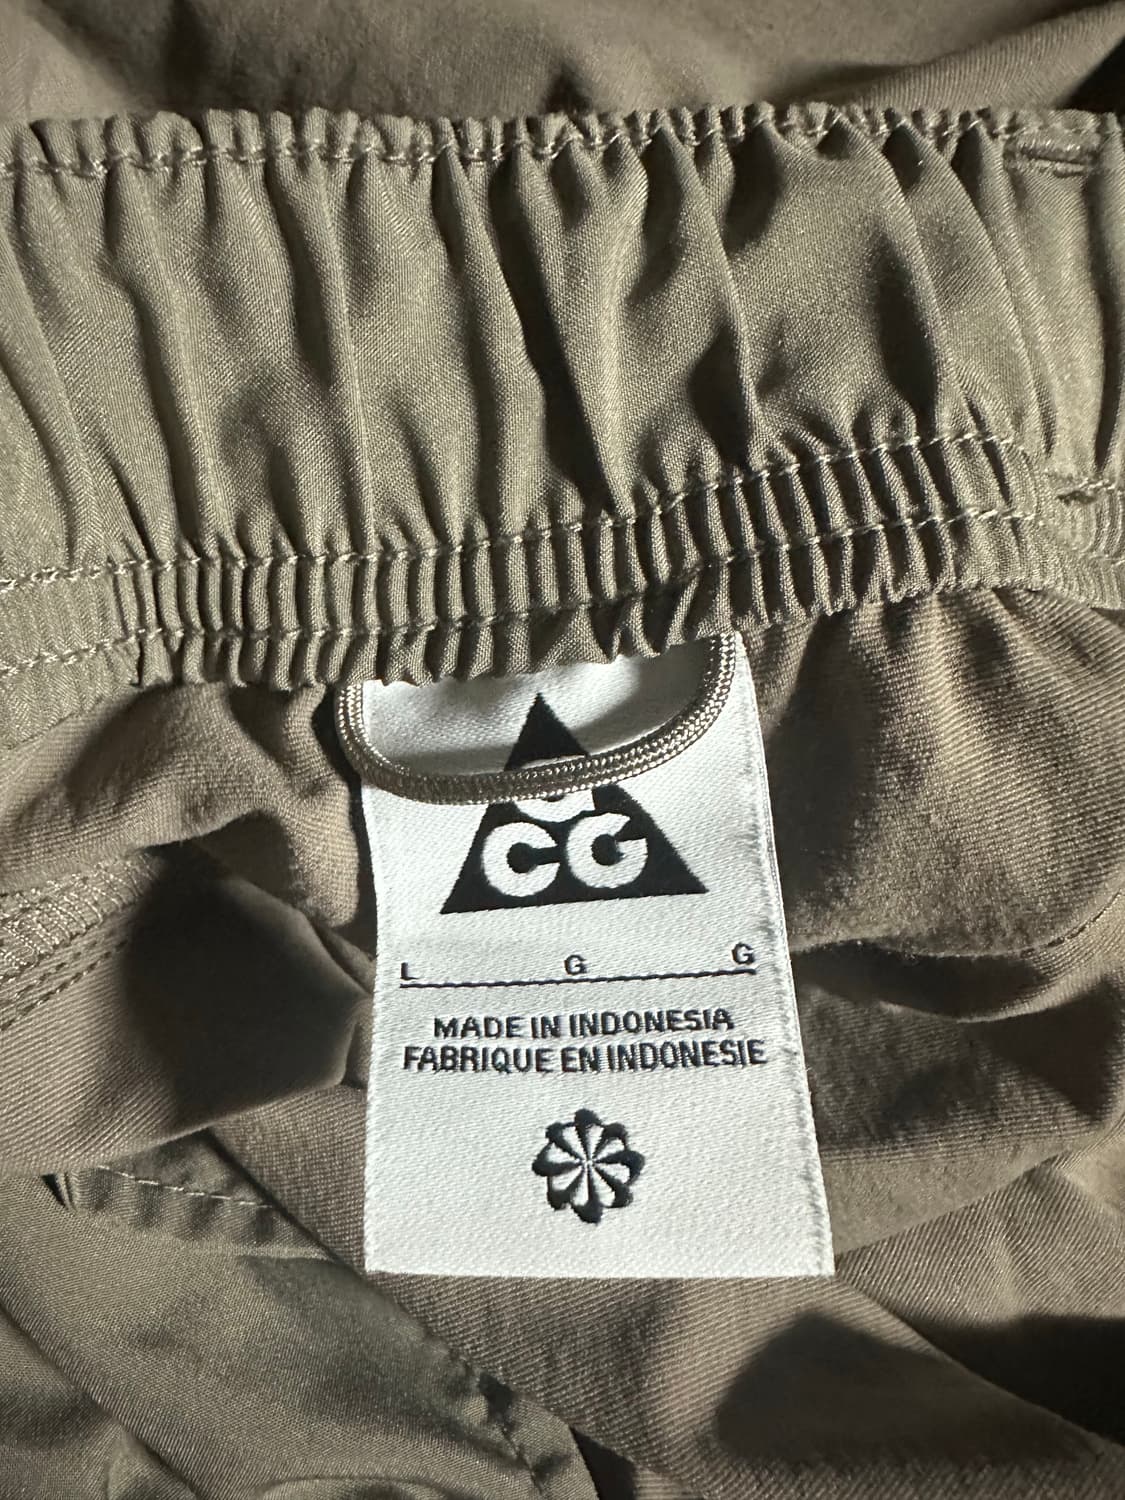 CG
L G G
MADE IN INDONESIA
FABRIQUE EN INDONESIE